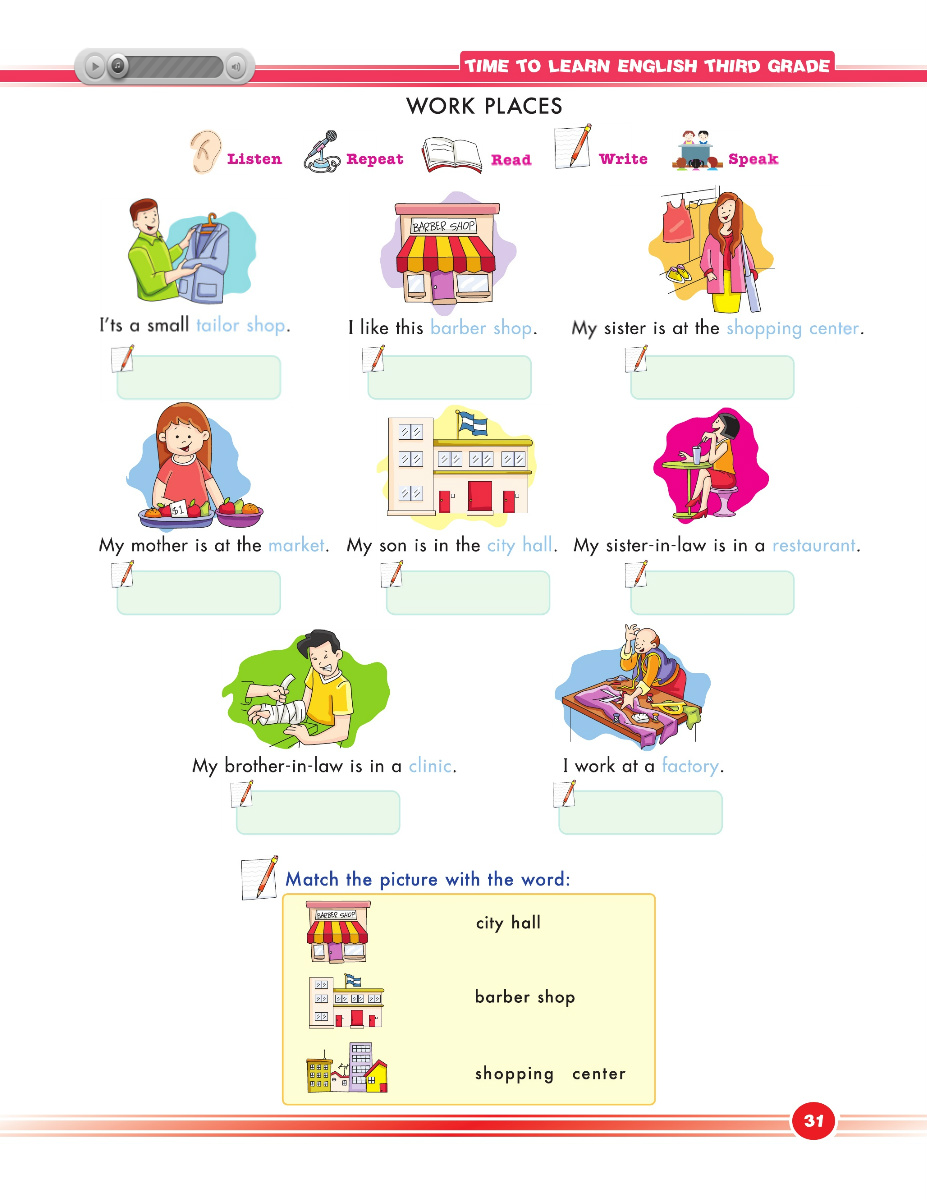 TIME TO LEARN ENGLISH THIRD GRADE
WORK PLACES
Listen Repeat Read Write Speak
BARBER SHOP
I'ts a small tailor shop.
I like this barber shop.
My sister is at the shopping center.
$1
My mother is at the market.
My son is in the city hall.
My sister-in-law is in a restaurant.
My brother-in-law is in a clinic.
I work at a factory.
Match the picture with the word:
BARBER SHOP
city hall
barber shop
shopping center
31